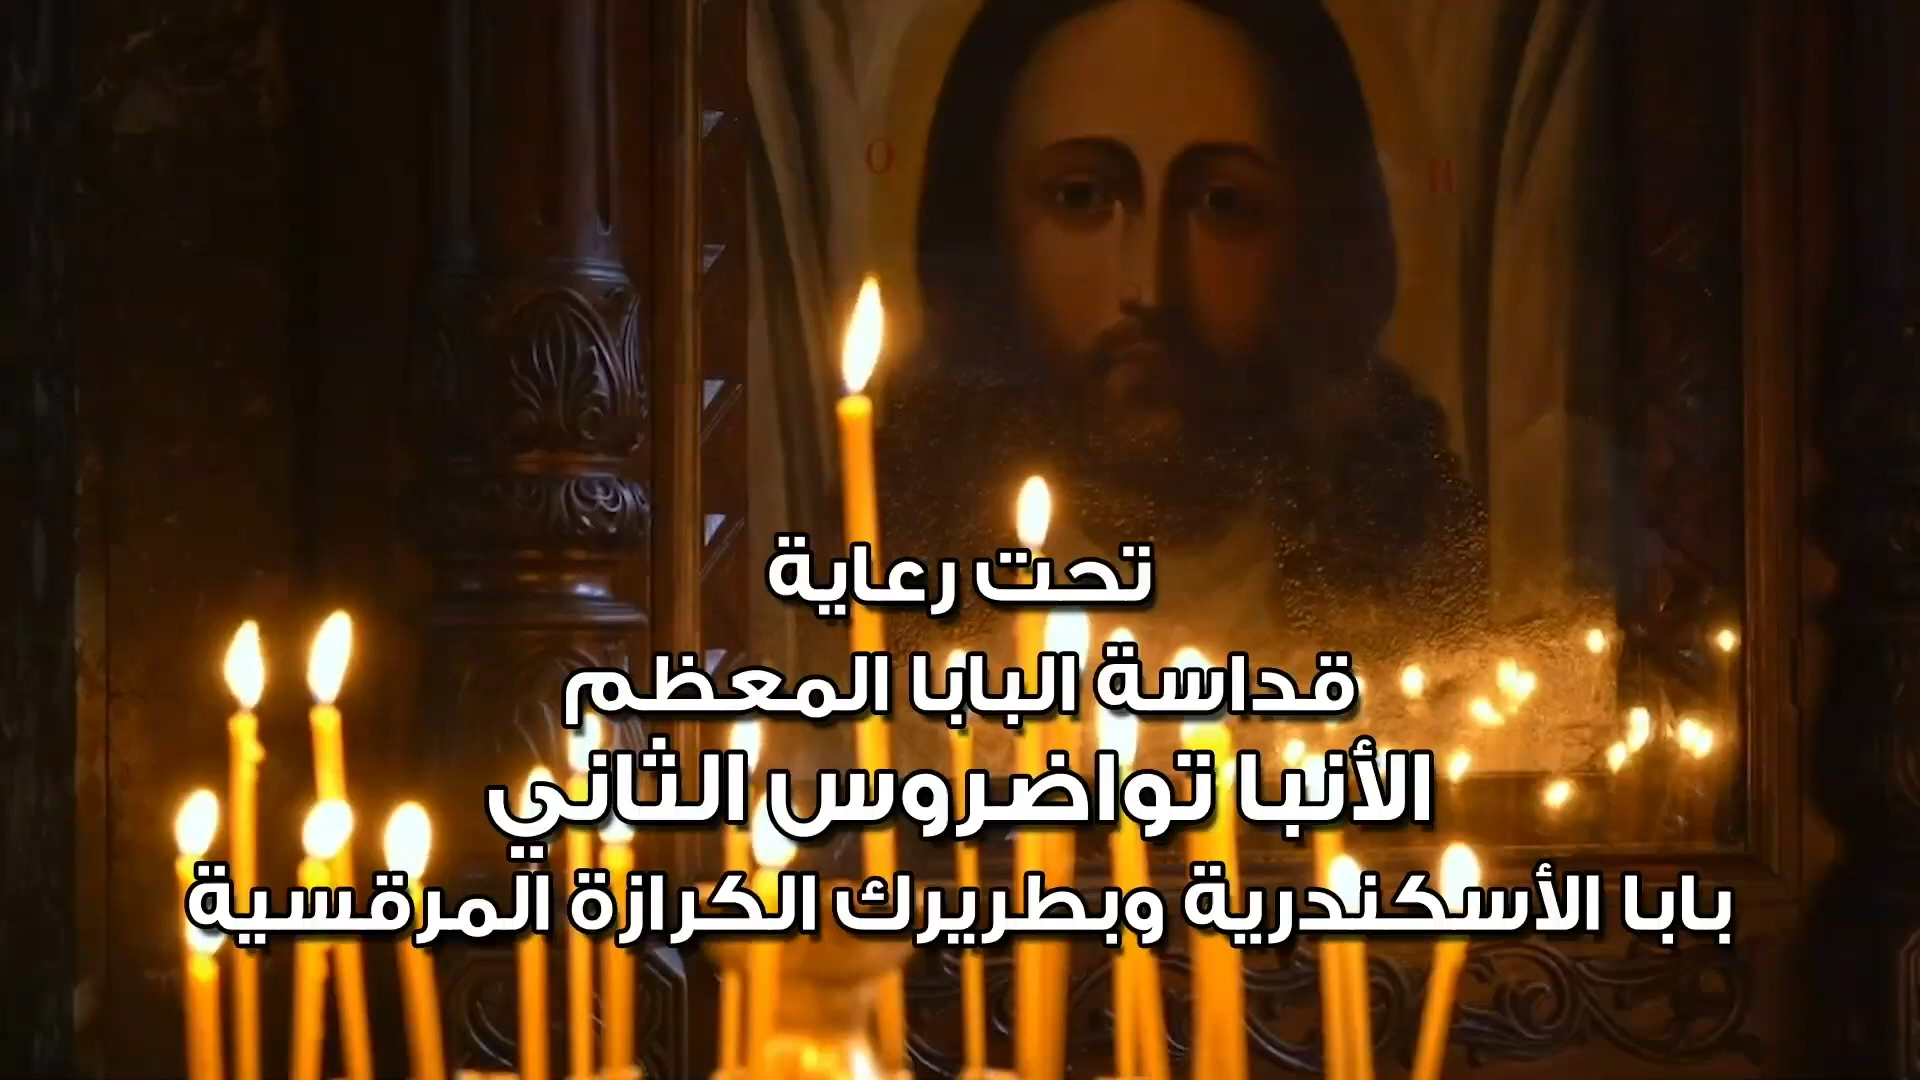 تحت رعاية
قداسة البابا المعظم
الأنبا تواضروس الثاني
بابا الأسكندرية وبطريرك الكرازة المرقسية